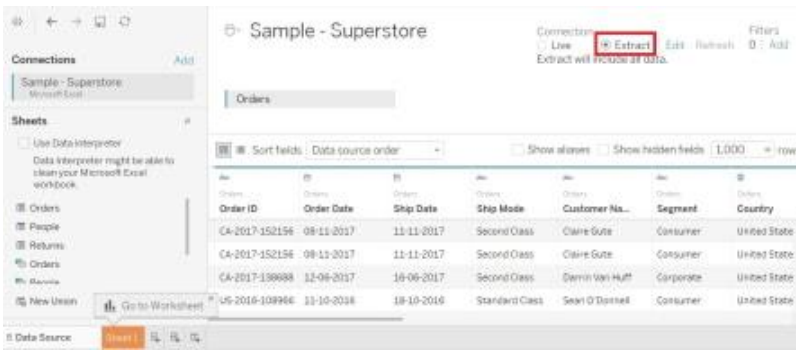 Connections Add
Sample - Superstore
Microsoft Excel
Sheets
Use Data Interpreter
Data Interpreter might be able to
clean your Microsoft Excel
workbook.
Orders
People
Returns
Orders
People
New Union
Go to Worksheet
Data Source Sheet 1
Sample - Superstore
Connection
Live Extract Edit Refresh
Extract will include all data.
Filters
0 Add
Orders
Sort fields Data source order Show aliases Show hidden fields 1,000 row
Abc Abc Abc Abc
Orders Orders Orders Orders Orders Orders Orders
Order ID Order Date Ship Date Ship Mode Customer Na... Segment Country
CA-2017-152156 08-11-2017 11-11-2017 Second Class Claire Gute Consumer United State
CA-2017-152156 08-11-2017 11-11-2017 Second Class Claire Gute Consumer United State
CA-2017-138688 12-06-2017 16-06-2017 Second Class Darrin Van Huff Corporate United State
US-2016-108966 11-10-2016 18-10-2016 Standard Class Sean O'Donnell Consumer United State